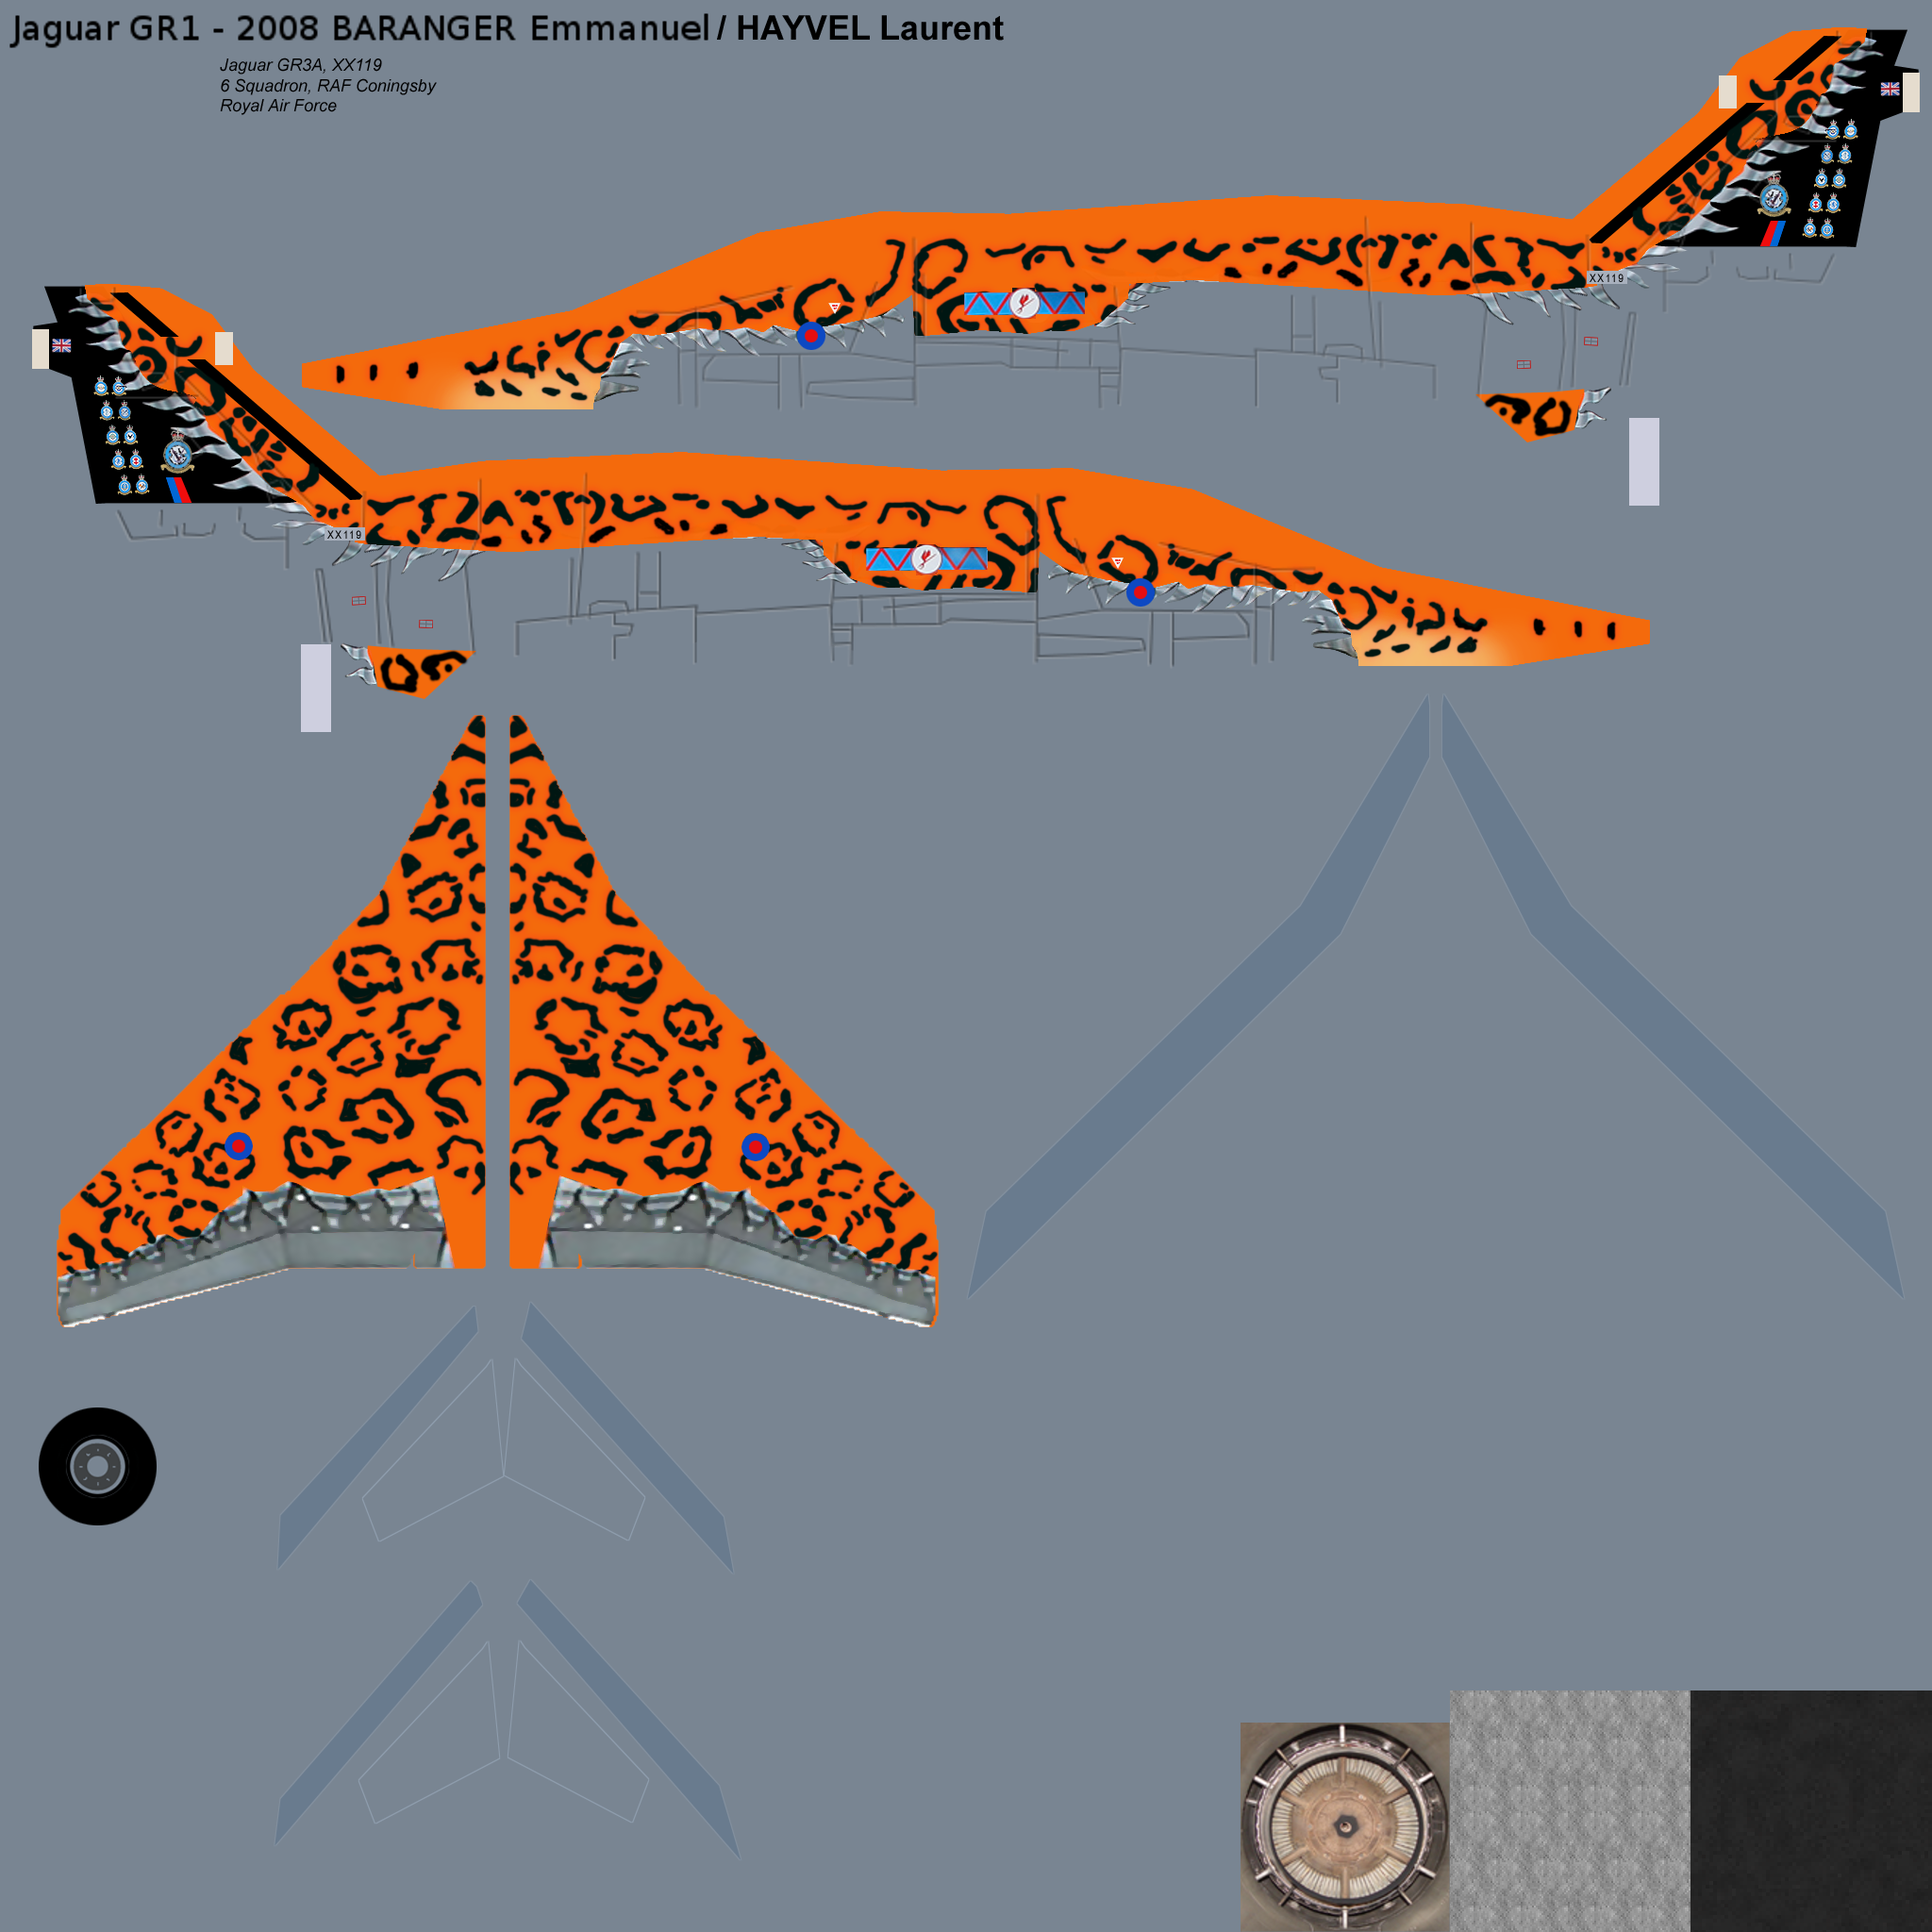 Jaguar GR1 - 2008 BARANGER Emmanuel / HAYVEL Laurent
Jaguar GR3A, XX119
6 Squadron, RAF Coningsby
Royal Air Force
XX119
XX119